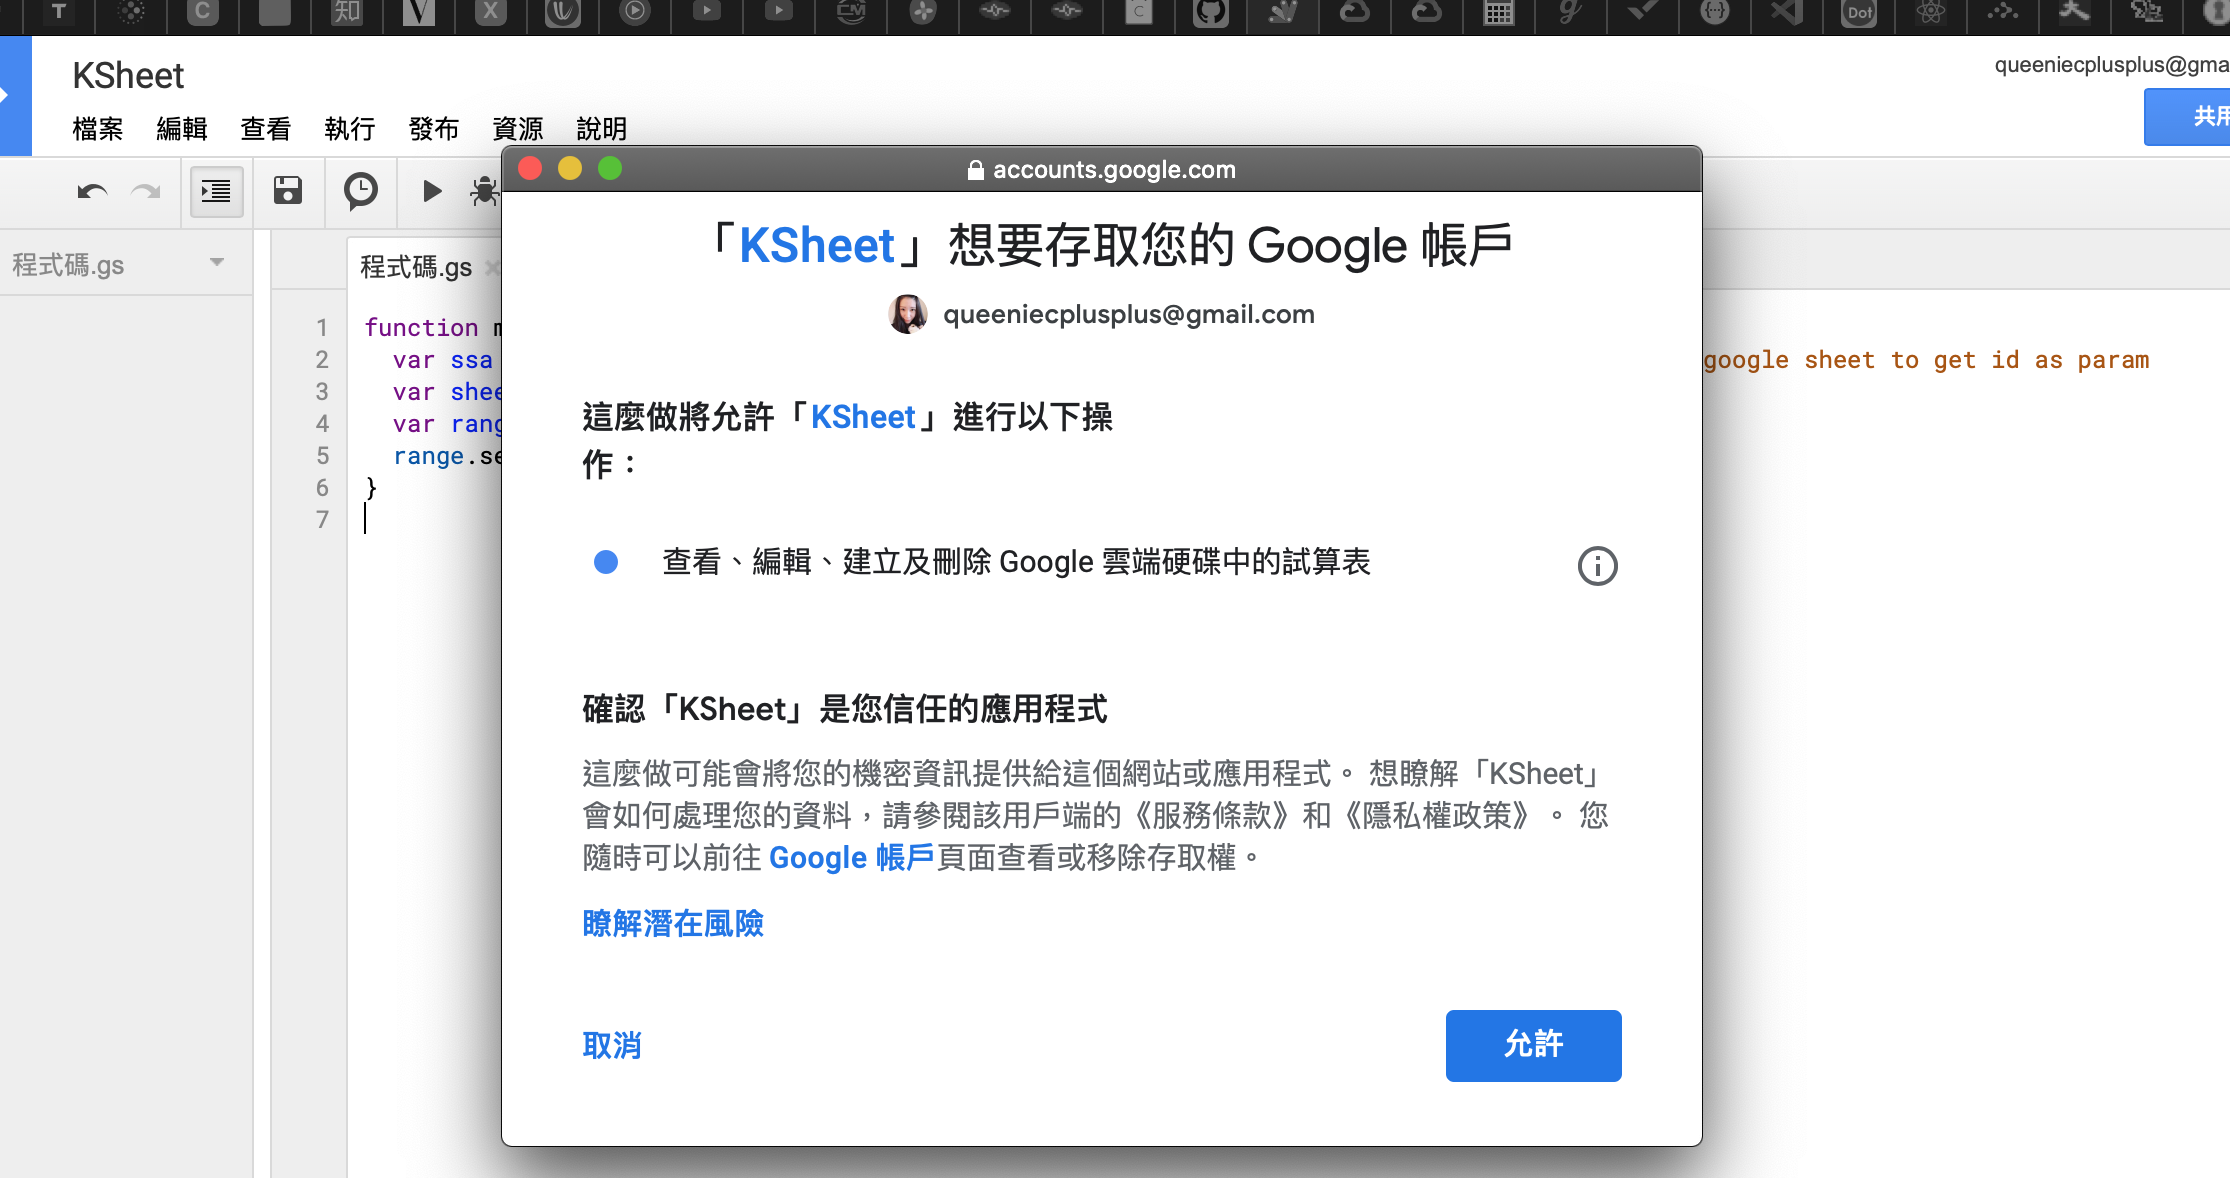 T
C
知
V
X
C
g
Dot
KSheet
queeniecplusplus@gma
檔案 編輯 查看 執行 發布 資源 說明
共用
accounts.google.com
「KSheet」想要存取您的 Google 帳戶
queeniecplusplus@gmail.com
程式碼.gs
程式碼.gs
1 function
2 var ssa google sheet to get id as param
3 var shee
4 var rang
5 range.se
6 }
7
這麼做將允許「KSheet」進行以下操
作：
查看、編輯、建立及刪除 Google 雲端硬碟中的試算表
確認「KSheet」是您信任的應用程式
這麼做可能會將您的機密資訊提供給這個網站或應用程式。 想瞭解「KSheet」
會如何處理您的資料，請參閱該用戶端的《服務條款》和《隱私權政策》。 您
隨時可以前往 Google 帳戶頁面查看或移除存取權。
瞭解潛在風險
取消
允許